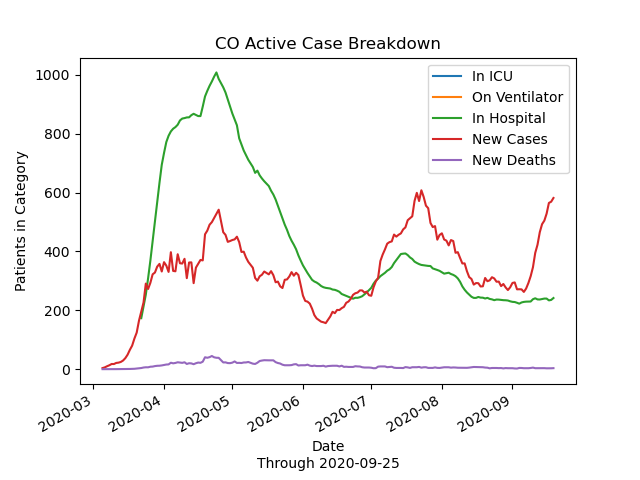 CO Active Case Breakdown
Patients in Category
1000
800
600
400
200
0
In ICU
On Ventilator
In Hospital
New Cases
New Deaths
2020-03
2020-04
2020-05
2020-06
2020-07
2020-08
2020-09
Date
Through 2020-09-25